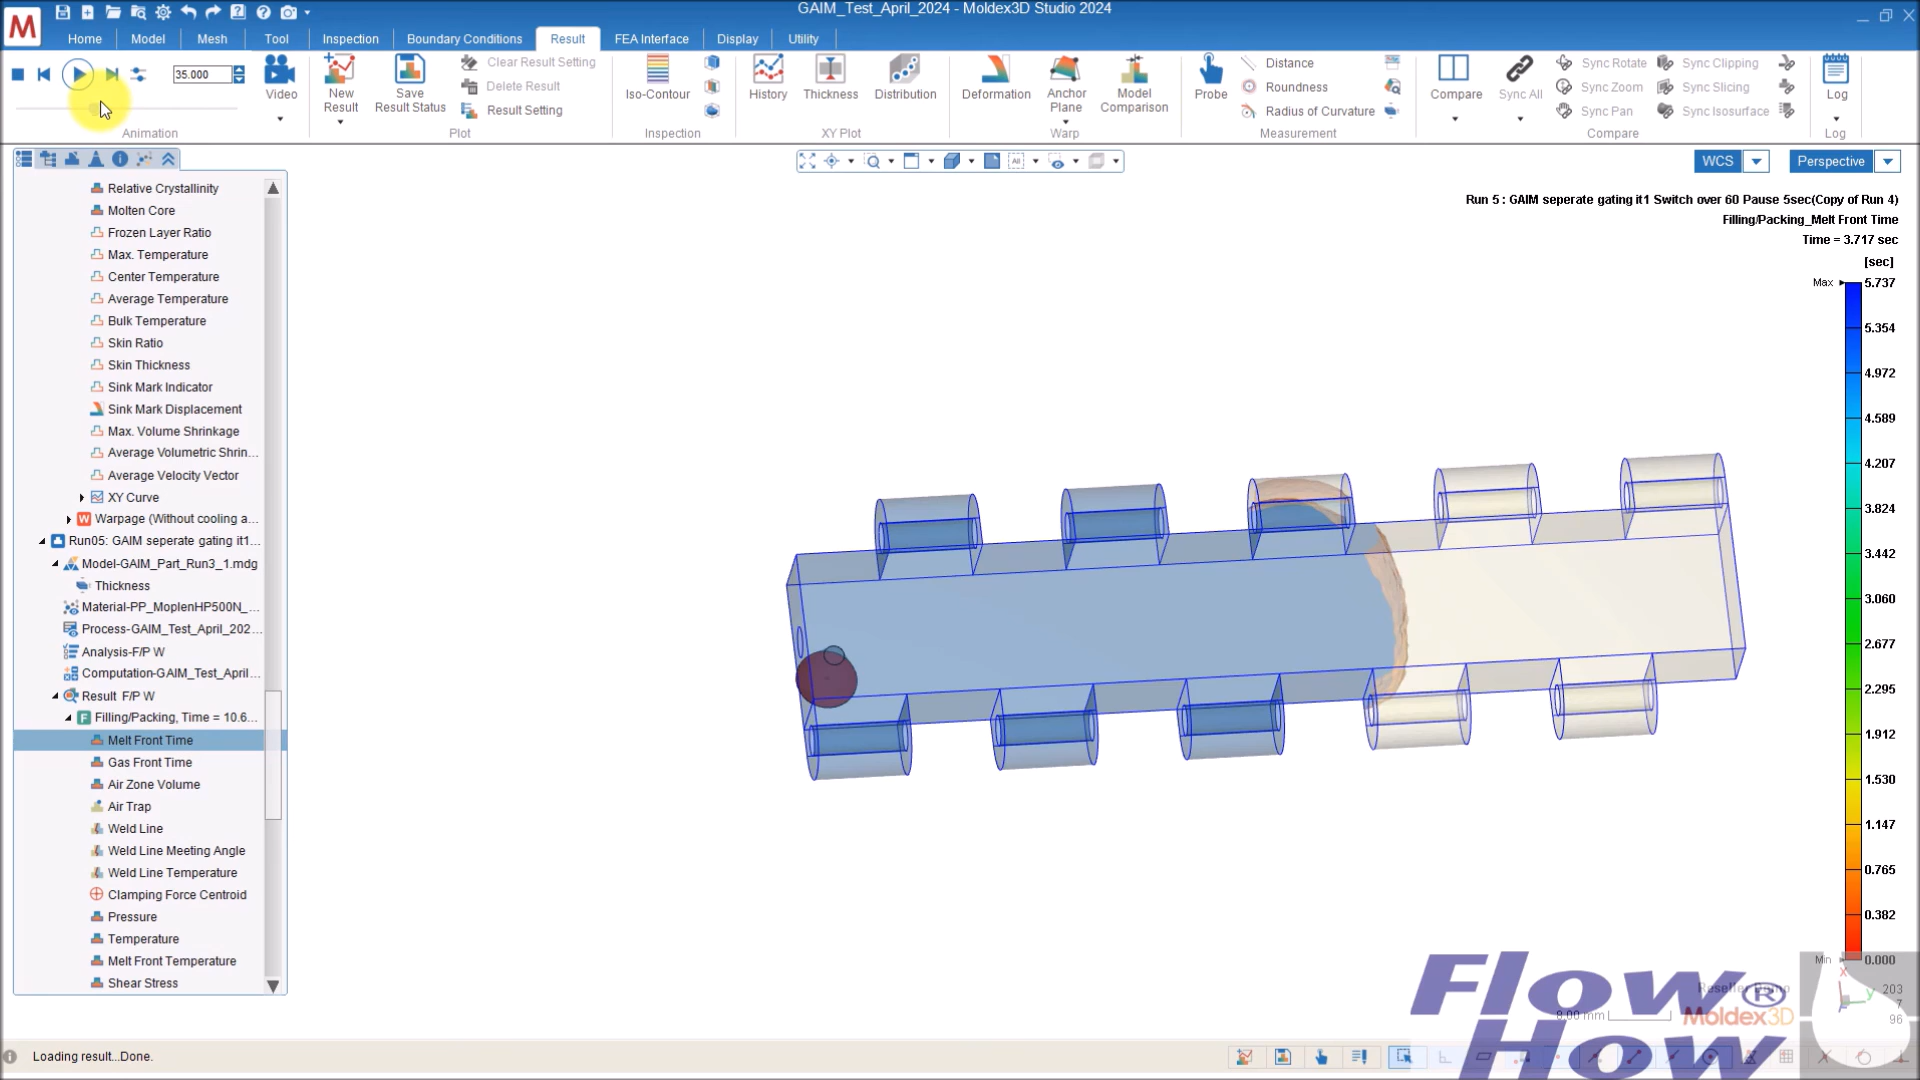 GAIM_Test_April_2024 - Moldex3D Studio 2024
Home Model Mesh Tool Inspection Boundary Conditions Result FEA Interface Display Utility
35.000
Video
New Result
Save Result Status
Clear Result Setting
Delete Result
Result Setting
Iso-Contour
History
Thickness
Distribution
Deformation
Anchor Plane
Model Comparison
Probe
Distance
Roundness
Radius of Curvature
Compare
Sync All
Sync Rotate
Sync Zoom
Sync Pan
Sync Clipping
Sync Slicing
Sync Isosurface
Log
Animation Plot Inspection XY Plot Warp Measurement Compare Log
WCS
Perspective
Relative Crystallinity
Molten Core
Frozen Layer Ratio
Max. Temperature
Center Temperature
Average Temperature
Bulk Temperature
Skin Ratio
Skin Thickness
Sink Mark Indicator
Sink Mark Displacement
Max. Volume Shrinkage
Average Volumetric Shrin...
Average Velocity Vector
XY Curve
Warpage (Without cooling a...
Run05: GAIM seperate gating it1...
Model-GAIM_Part_Run3_1.mdg
Thickness
Material-PP_MoplenHP500N_...
Process-GAIM_Test_April_202...
Analysis-F/P W
Computation-GAIM_Test_April...
Result F/P W
Filling/Packing, Time = 10.6...
Melt Front Time
Gas Front Time
Air Zone Volume
Air Trap
Weld Line
Weld Line Meeting Angle
Weld Line Temperature
Clamping Force Centroid
Pressure
Temperature
Melt Front Temperature
Shear Stress
Run 5 : GAIM seperate gating it1 Switch over 60 Pause 5sec(Copy of Run 4)
Filling/Packing_Melt Front Time
Time = 3.717 sec
[sec]
Max 5.737
5.354
4.972
4.589
4.207
3.824
3.442
3.060
2.677
2.295
1.912
1.530
1.147
0.765
0.382
Min 0.000
Flow How ®
Reseller Demo
Moldex3D
8.00 mm
X
Y
203
7
96
Loading result...Done.